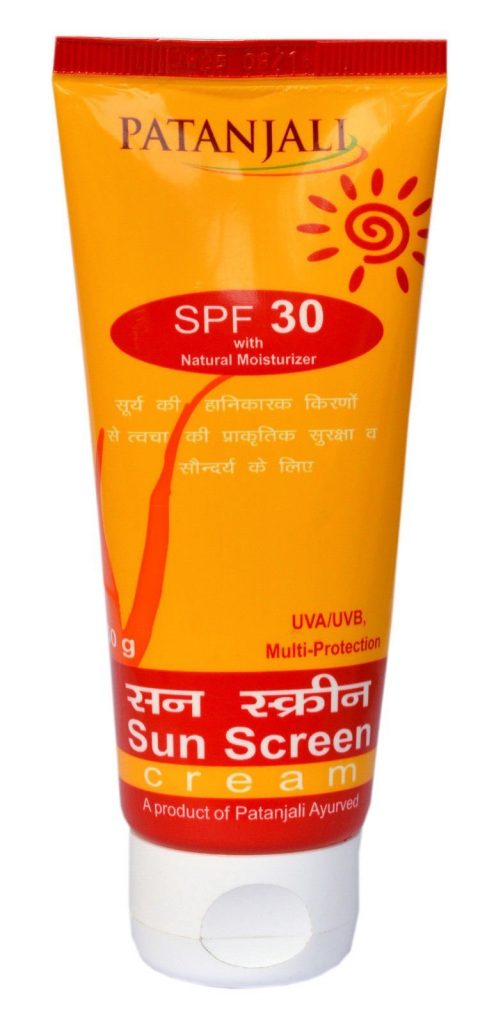 PATANJALI
SPF 30
with
Natural Moisturizer
सूर्य की हानिकारक किरणों
से त्वचा की प्राकृतिक सुरक्षा व
सौन्दर्य के लिए
UVA/UVB,
Multi-Protection
g
सन स्क्रीन
Sun Screen
cream
A product of Patanjali Ayurved